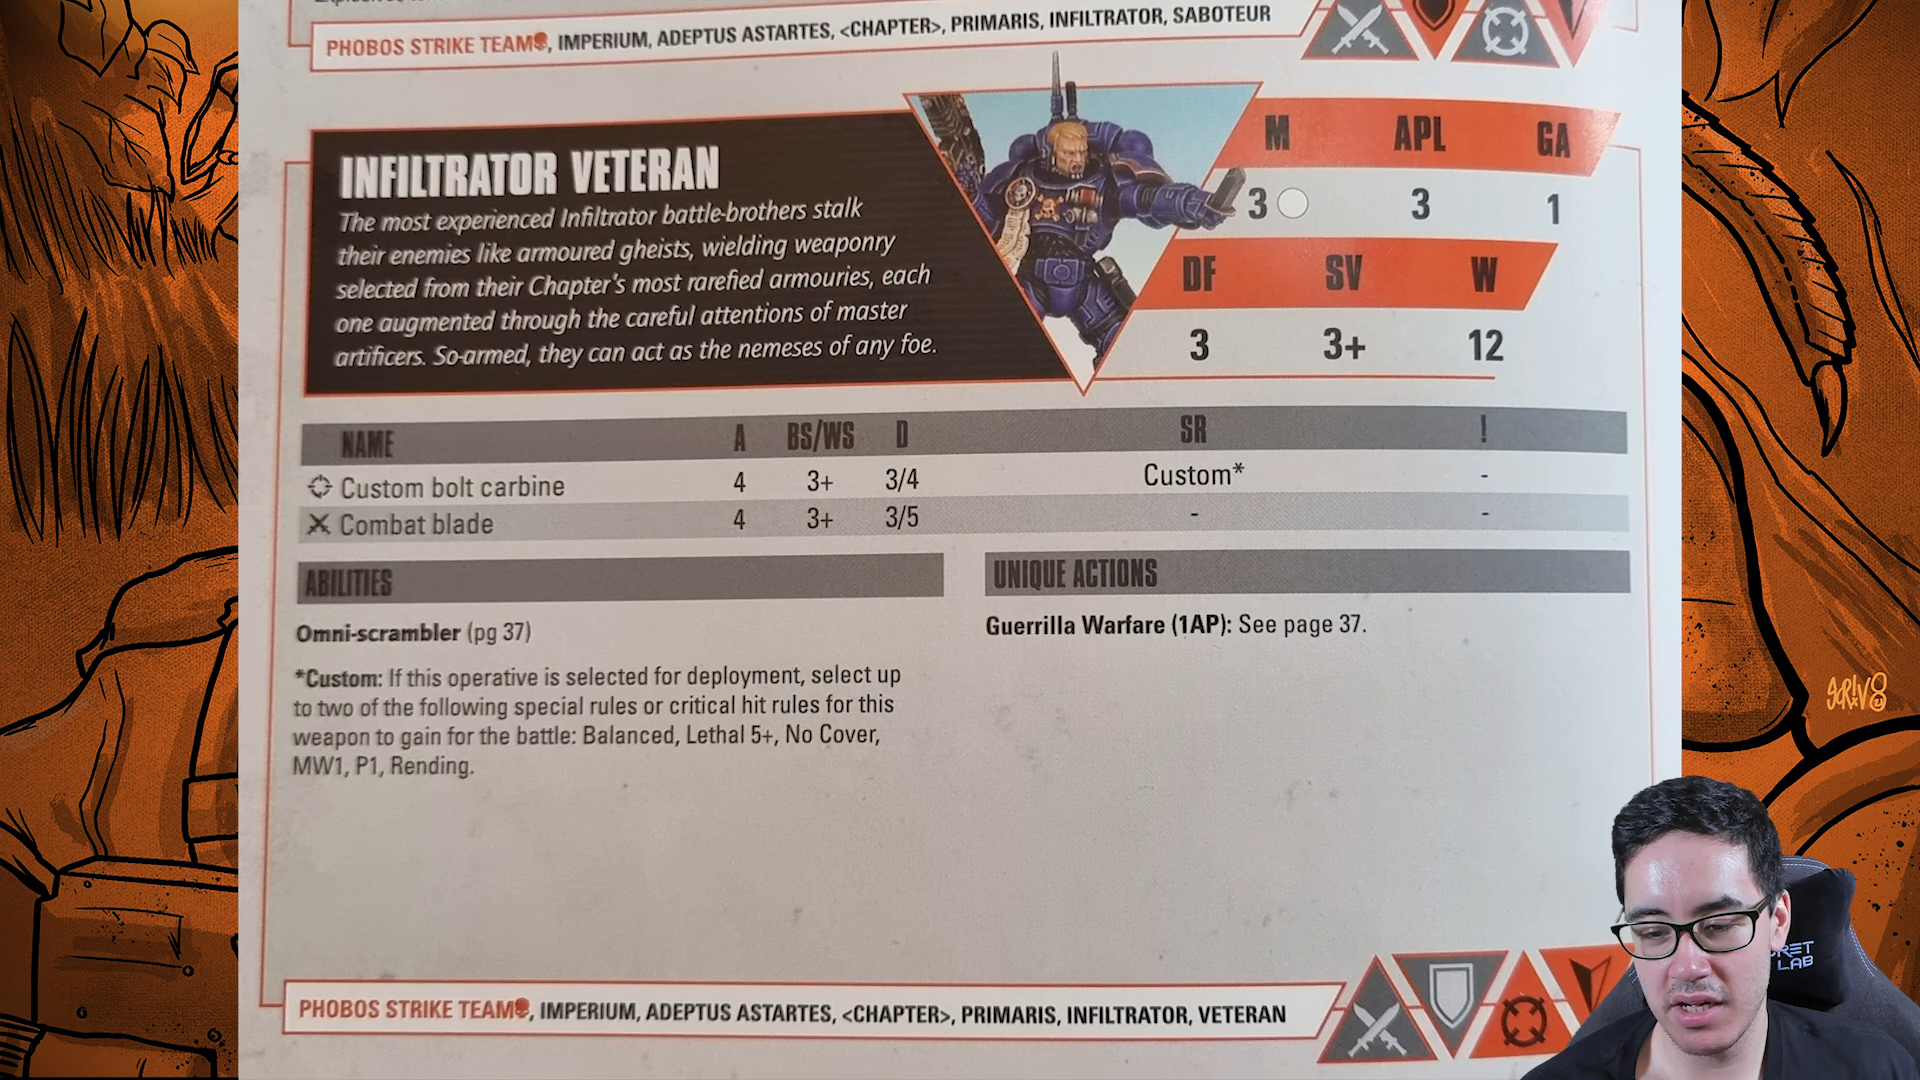 PHOBOS STRIKE TEAM, IMPERIUM, ADEPTUS ASTARTES, <CHAPTER>, PRIMARIS, INFILTRATOR, SABOTEUR
INFILTRATOR VETERAN
The most experienced Infiltrator battle-brothers stalk
their enemies like armoured gheists, wielding weaponry
selected from their Chapter's most rarefied armouries, each
one augmented through the careful attentions of master
artificers. So-armed, they can act as the nemeses of any foe.
M APL GA
3 3 1
DF SV W
3 3+ 12
NAME A BS/WS D SR !
Custom bolt carbine 4 3+ 3/4 Custom* -
Combat blade 4 3+ 3/5 - -
ABILITIES
Omni-scrambler (pg 37)
*Custom: If this operative is selected for deployment, select up
to two of the following special rules or critical hit rules for this
weapon to gain for the battle: Balanced, Lethal 5+, No Cover,
MW1, P1, Rending.
UNIQUE ACTIONS
Guerrilla Warfare (1AP): See page 37.
PHOBOS STRIKE TEAM, IMPERIUM, ADEPTUS ASTARTES, <CHAPTER>, PRIMARIS, INFILTRATOR, VETERAN
LAB